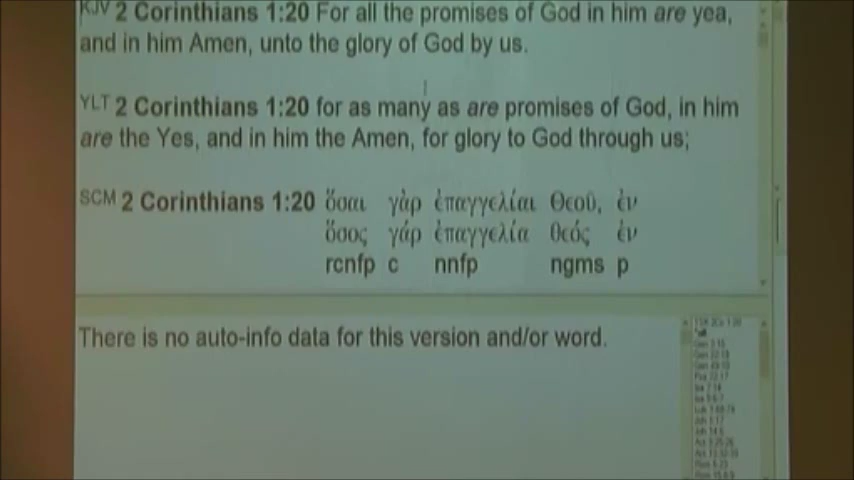 KJV 2 Corinthians 1:20 For all the promises of God in him are yea,
and in him Amen, unto the glory of God by us.
YLT 2 Corinthians 1:20 for as many as are promises of God, in him
are the Yes, and in him the Amen, for glory to God through us;
SCM 2 Corinthians 1:20 ὅσαι γὰρ ἐπαγγελίαι Θεοῦ, ἐν
ὅσος γάρ ἐπαγγελία θεός ἐν
rcnfp c nnfp ngms p
There is no auto-info data for this version and/or word.